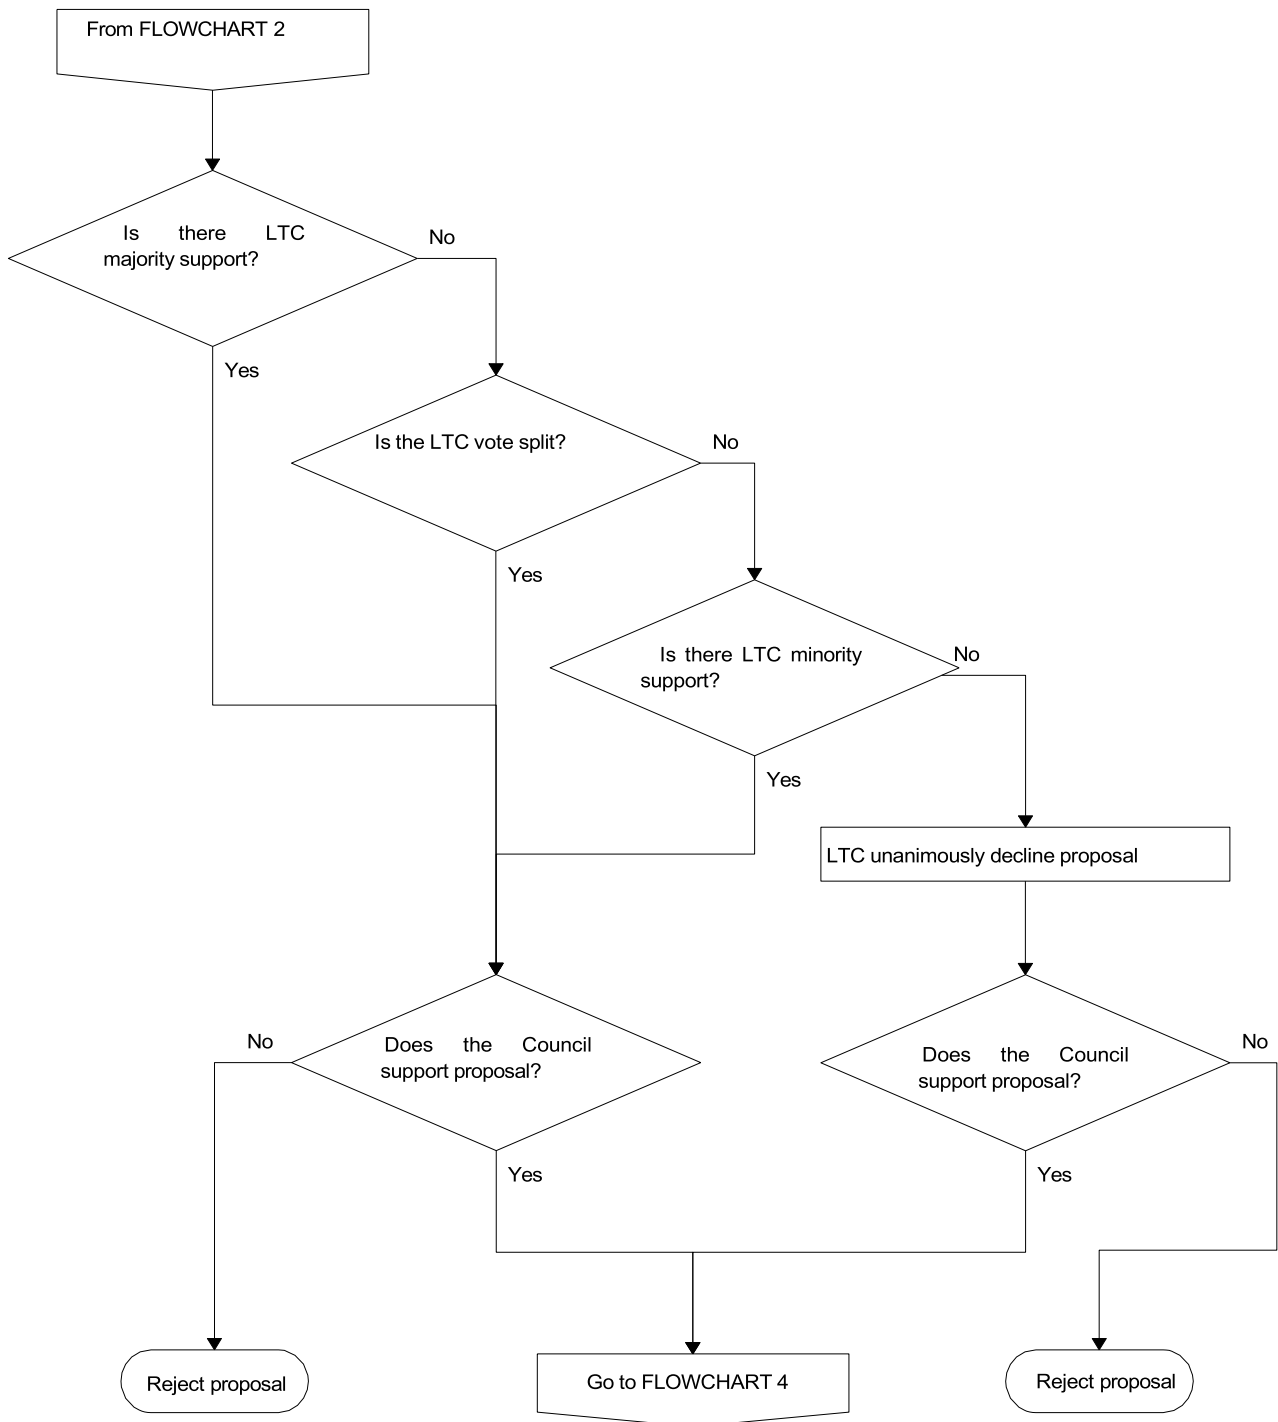 From FLOWCHART 2
Is there LTC
majority support?
No
Yes
Is the LTC vote split?
No
Yes
Is there LTC minority
support?
No
Yes
LTC unanimously decline proposal
Does the Council
support proposal?
No
Yes
Does the Council
support proposal?
No
Yes
Reject proposal
Go to FLOWCHART 4
Reject proposal